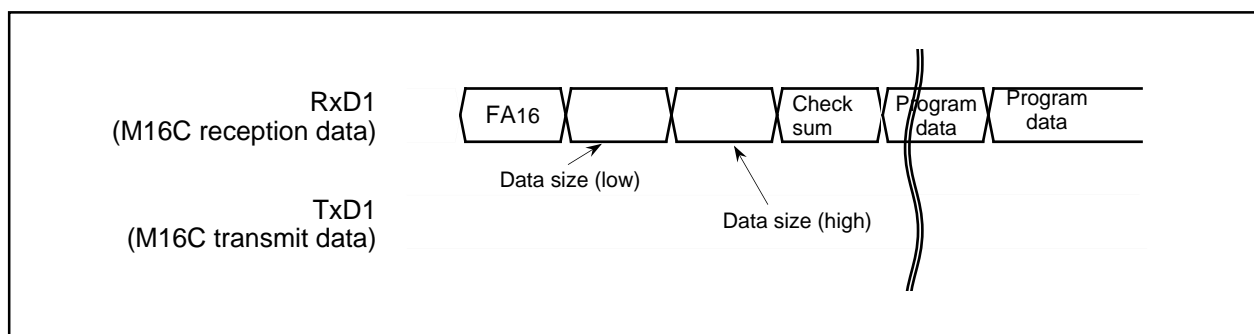 RxD1
(M16C reception data)
FA16
Check
sum
Program
data
Program
data
Data size (low)
Data size (high)
TxD1
(M16C transmit data)